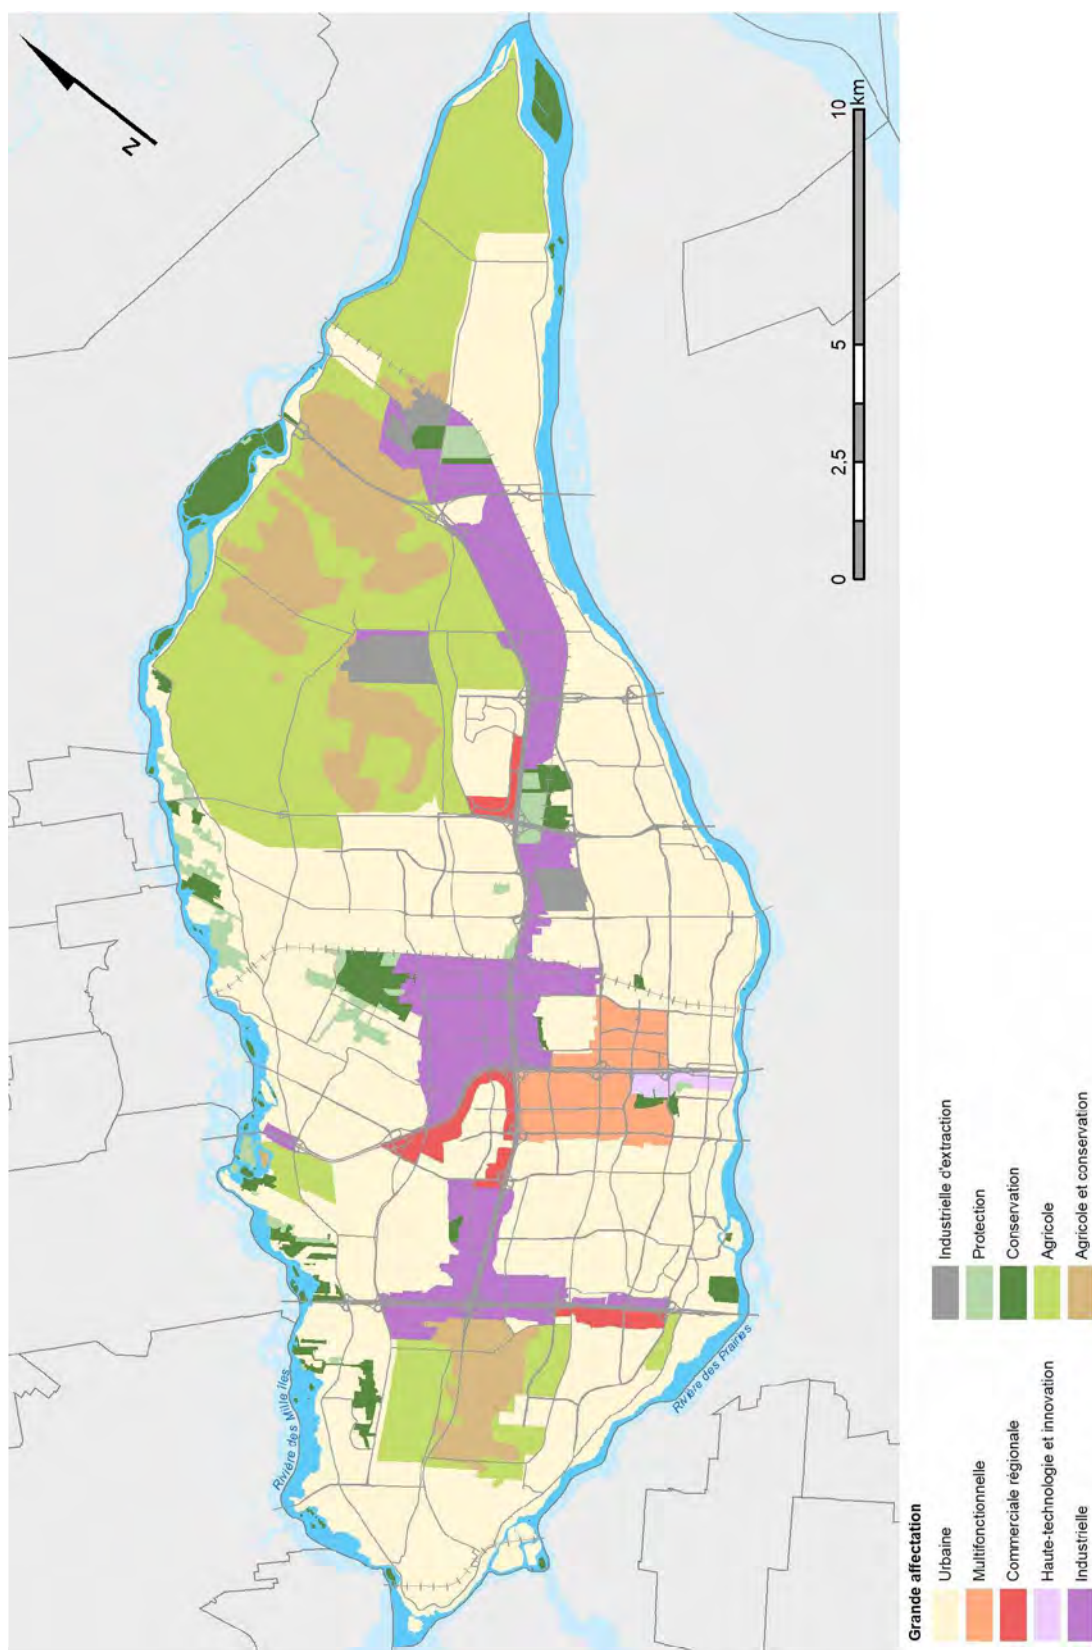 N
Rivière des Mille Îles
Rivière des Prairies
0
2,5
5
10
km
Grande affectation
Urbaine
Multifonctionnelle
Commerciale régionale
Haute-technologie et innovation
Industrielle
Industrielle d'extraction
Protection
Conservation
Agricole
Agricole et conservation